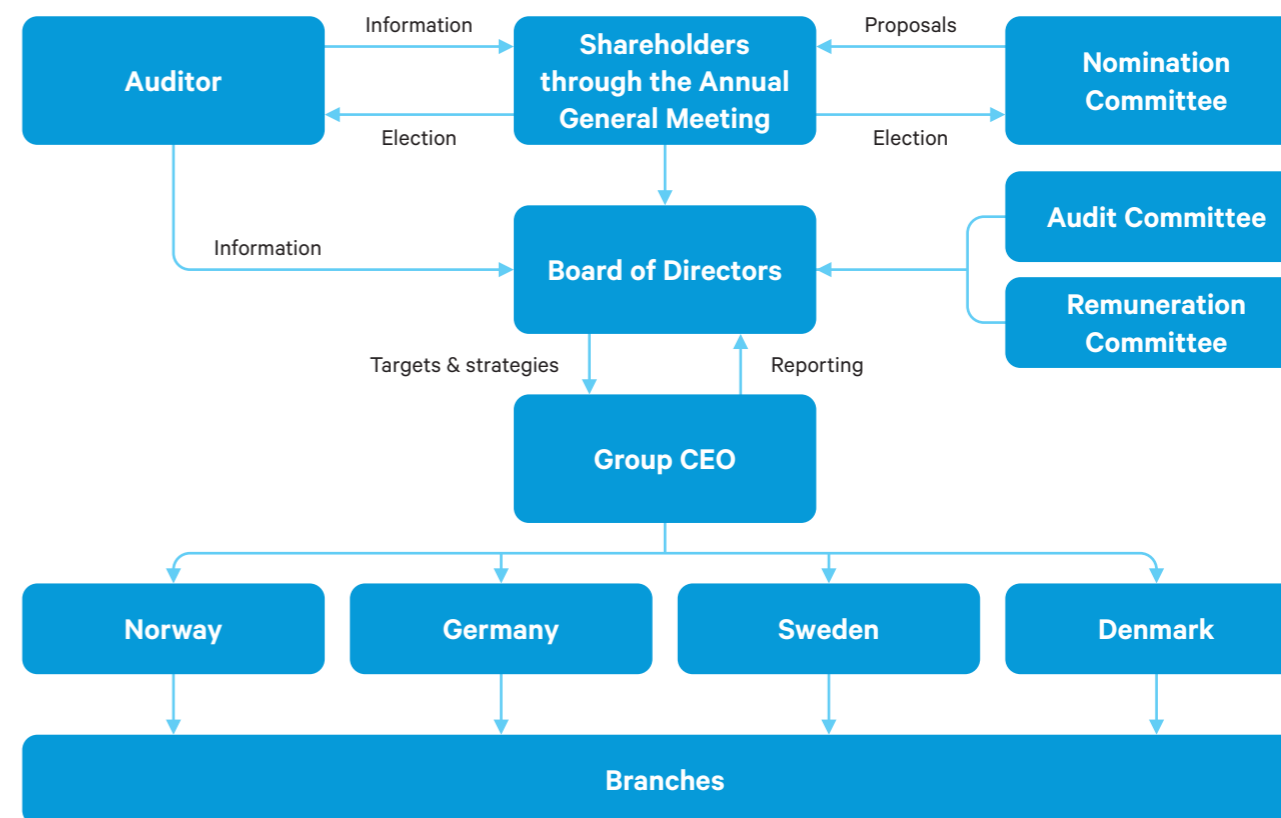 Information
Proposals
Auditor
Shareholders
through the Annual
General Meeting
Nomination
Committee
Election
Election
Audit Committee
Information
Board of Directors
Remuneration
Committee
Targets & strategies
Reporting
Group CEO
Norway
Germany
Sweden
Denmark
Branches